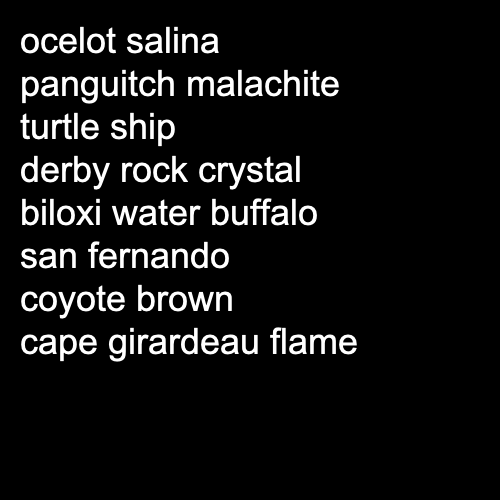 ocelot salina
panguitch malachite
turtle ship
derby rock crystal
biloxi water buffalo
san fernando
coyote brown
cape girardeau flame